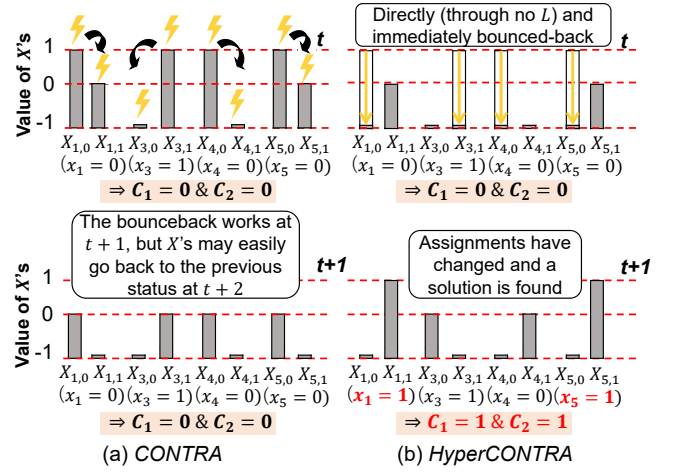 Value of X's
1
0
-1
t
X1,0 X1,1 X3,0 X3,1 X4,0 X4,1 X5,0 X5,1
(x1 = 0) (x3 = 1) (x4 = 0) (x5 = 0)
⇒ C1 = 0 & C2 = 0
Directly (through no L) and
immediately bounced-back
t
1
0
-1
X1,0 X1,1 X3,0 X3,1 X4,0 X4,1 X5,0 X5,1
(x1 = 0) (x3 = 1) (x4 = 0) (x5 = 0)
⇒ C1 = 0 & C2 = 0
Value of X's
The bounceback works at
t + 1, but X's may easily
go back to the previous
status at t + 2
t+1
1
0
-1
X1,0 X1,1 X3,0 X3,1 X4,0 X4,1 X5,0 X5,1
(x1 = 0) (x3 = 1) (x4 = 0) (x5 = 0)
⇒ C1 = 0 & C2 = 0
(a) CONTRA
Assignments have
changed and a
solution is found
t+1
1
0
-1
X1,0 X1,1 X3,0 X3,1 X4,0 X4,1 X5,0 X5,1
(x1 = 1) (x3 = 1) (x4 = 0) (x5 = 1)
⇒ C1 = 1 & C2 = 1
(b) HyperCONTRA